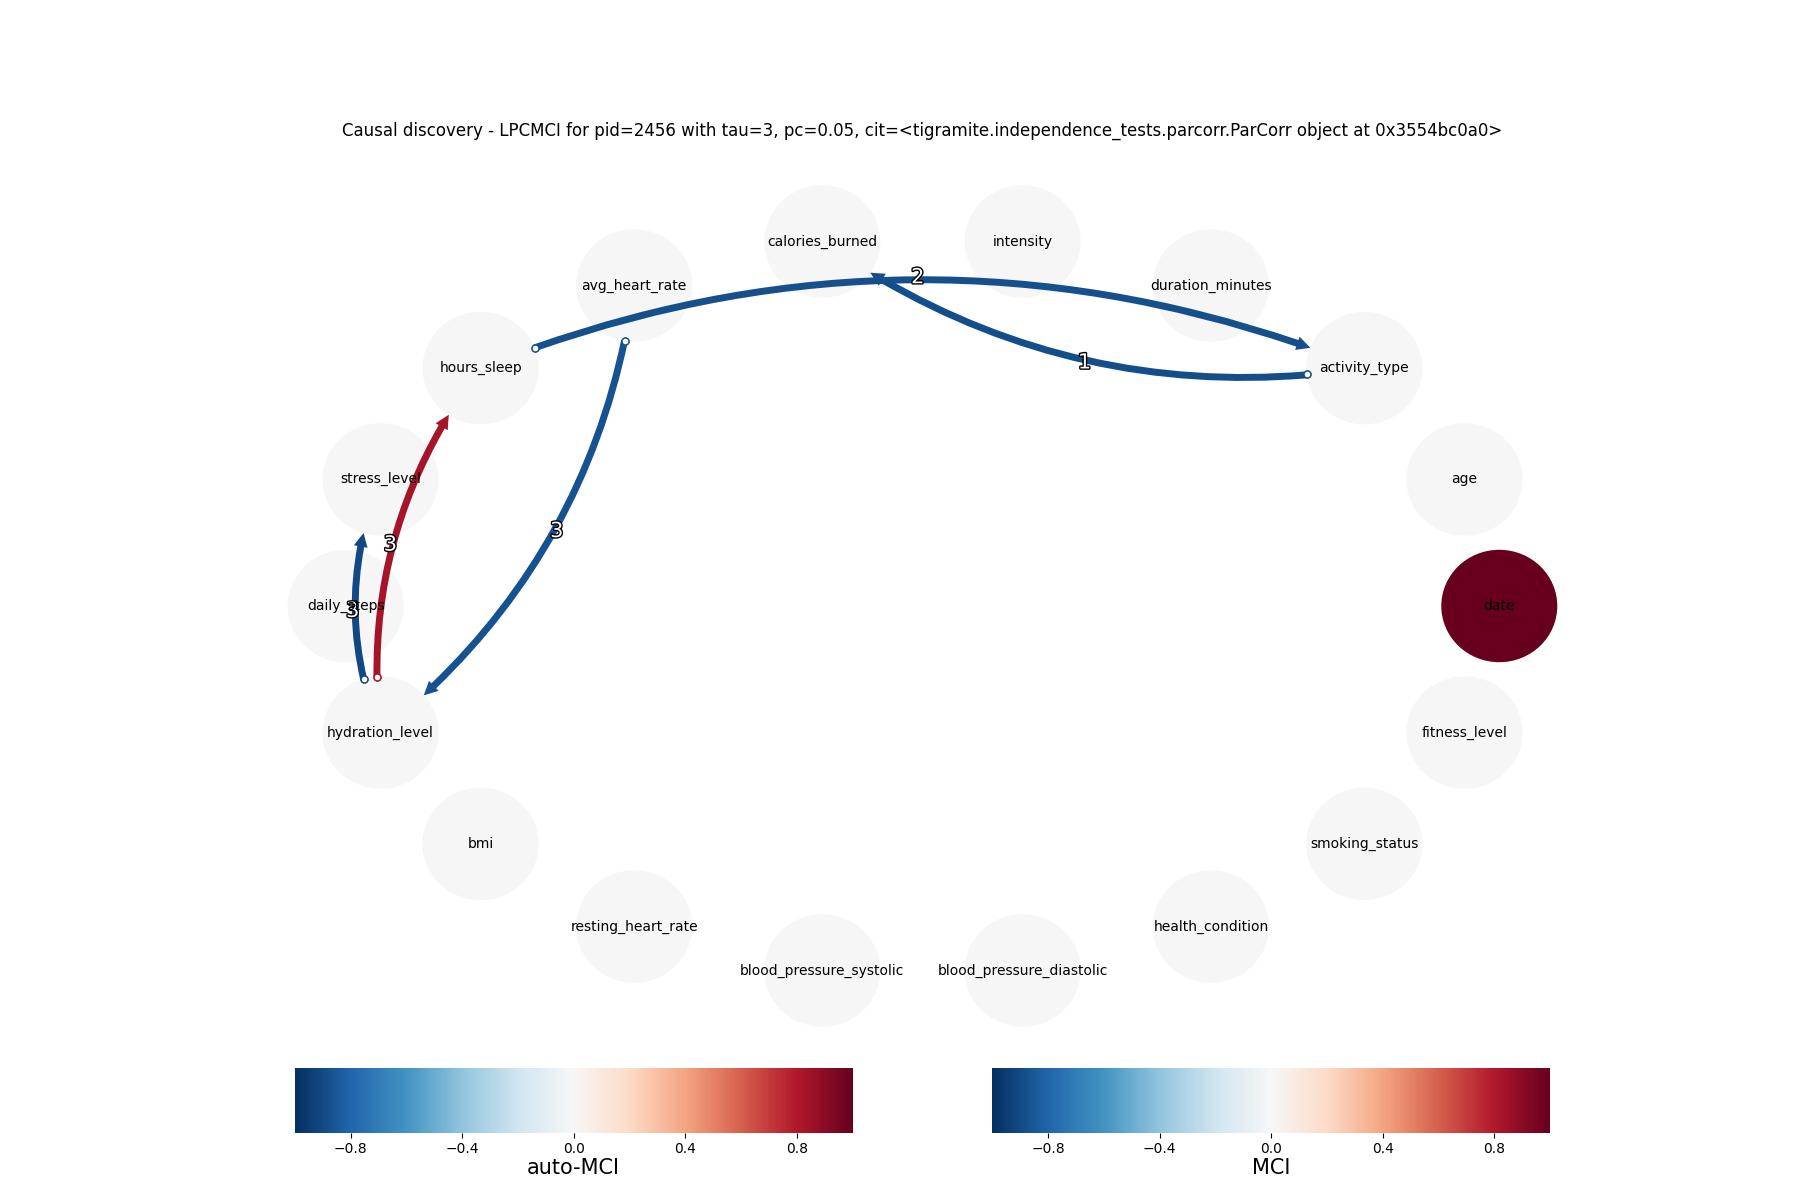 Causal discovery - LPCMCI for pid=2456 with tau=3, pc=0.05, cit=<tigramite.independence_tests.parcorr.ParCorr object at 0x3554bc0a0>
calories_burned
intensity
2
avg_heart_rate
duration_minutes
1
hours_sleep
activity_type
stress_level
age
3
3
daily_steps
3
date
hydration_level
fitness_level
bmi
smoking_status
resting_heart_rate
health_condition
blood_pressure_systolic
blood_pressure_diastolic
−0.8 −0.4 0.0 0.4 0.8
auto-MCI
−0.8 −0.4 0.0 0.4 0.8
MCI